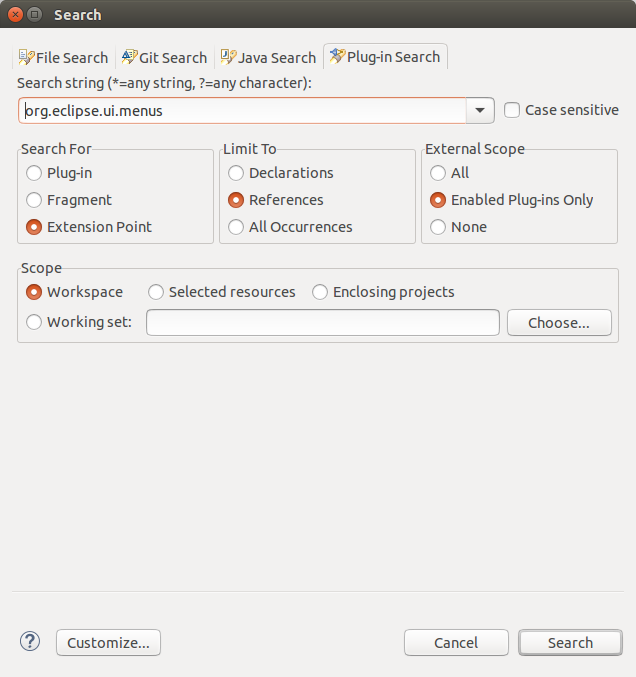 Search
File Search Git Search Java Search Plug-in Search
Search string (*=any string, ?=any character):
org.eclipse.ui.menus Case sensitive
Search For Limit To External Scope
Plug-in Declarations All
Fragment References Enabled Plug-ins Only
Extension Point All Occurrences None
Scope
Workspace Selected resources Enclosing projects
Working set: Choose...
? Customize... Cancel Search